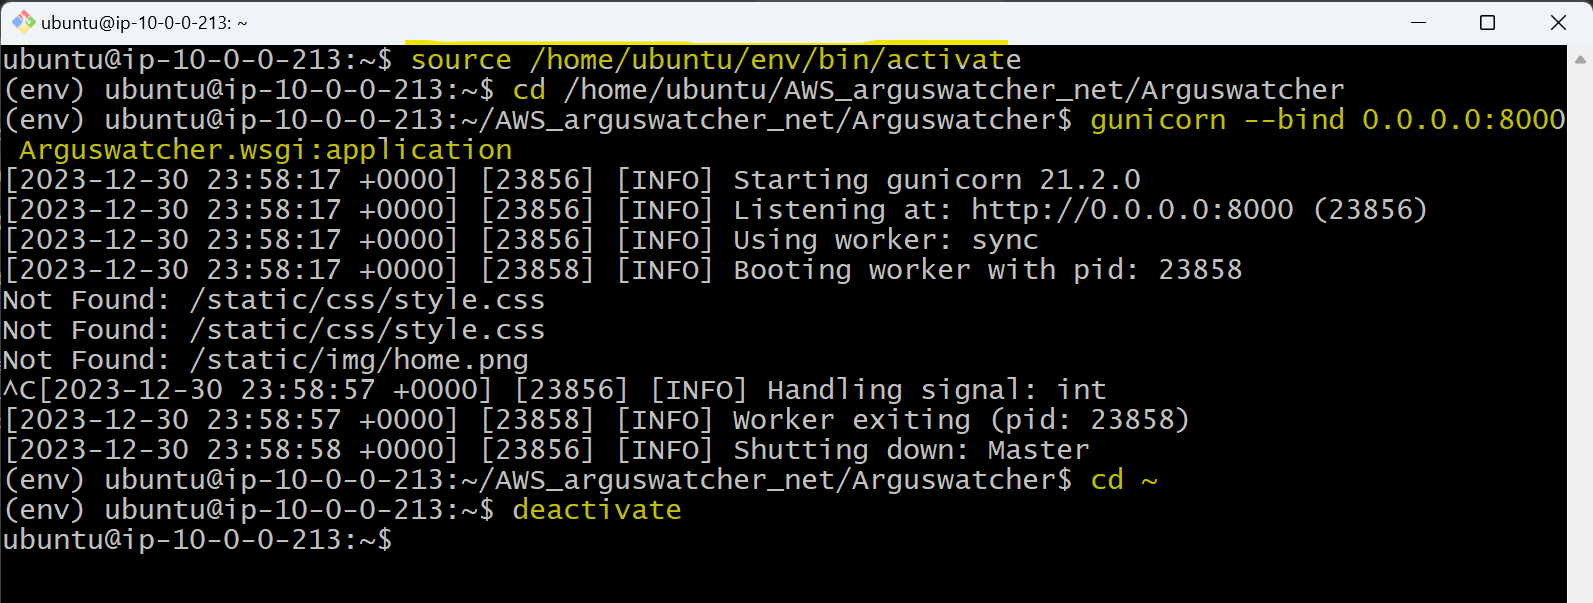 ubuntu@ip-10-0-0-213: ~
ubuntu@ip-10-0-0-213:~$ source /home/ubuntu/env/bin/activate
(env) ubuntu@ip-10-0-0-213:~$ cd /home/ubuntu/AWS_arguswatcher_net/Arguswatcher
(env) ubuntu@ip-10-0-0-213:~/AWS_arguswatcher_net/Arguswatcher$ gunicorn --bind 0.0.0.0:8000
Arguswatcher.wsgi:application
[2023-12-30 23:58:17 +0000] [23856] [INFO] Starting gunicorn 21.2.0
[2023-12-30 23:58:17 +0000] [23856] [INFO] Listening at: http://0.0.0.0:8000 (23856)
[2023-12-30 23:58:17 +0000] [23856] [INFO] Using worker: sync
[2023-12-30 23:58:17 +0000] [23858] [INFO] Booting worker with pid: 23858
Not Found: /static/css/style.css
Not Found: /static/css/style.css
Not Found: /static/img/home.png
^C[2023-12-30 23:58:57 +0000] [23856] [INFO] Handling signal: int
[2023-12-30 23:58:57 +0000] [23858] [INFO] Worker exiting (pid: 23858)
[2023-12-30 23:58:58 +0000] [23856] [INFO] Shutting down: Master
(env) ubuntu@ip-10-0-0-213:~/AWS_arguswatcher_net/Arguswatcher$ cd ~
(env) ubuntu@ip-10-0-0-213:~$ deactivate
ubuntu@ip-10-0-0-213:~$